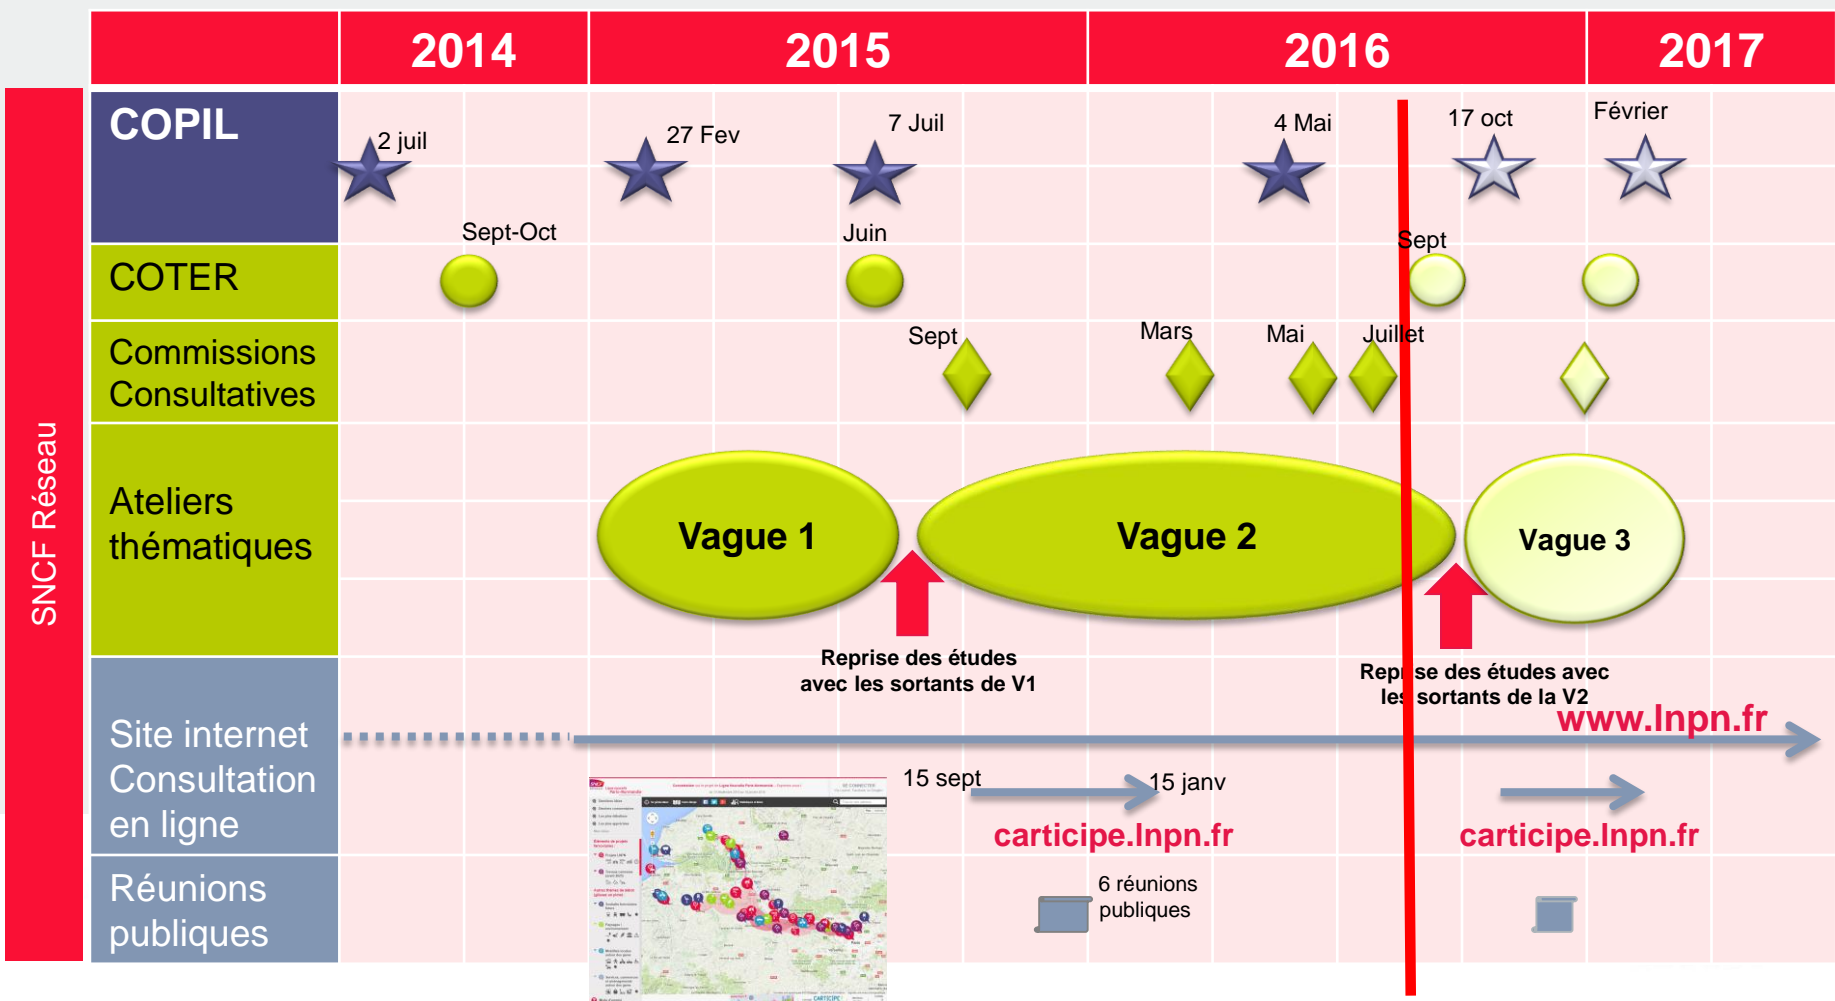 2014
2015
2016
2017
SNCF Réseau
COPIL
2 juil
27 Fev
7 Juil
4 Mai
17 oct
Février
COTER
Sept-Oct
Juin
Sept
Commissions
Consultatives
Sept
Mars
Mai
Juillet
Ateliers
thématiques
Vague 1
Vague 2
Vague 3
Reprise des études
avec les sortants de V1
Reprise des études avec
les sortants de la V2
Site internet
Consultation
en ligne
www.lnpn.fr
15 sept
15 janv
carticipe.lnpn.fr
carticipe.lnpn.fr
Réunions
publiques
6 réunions
publiques